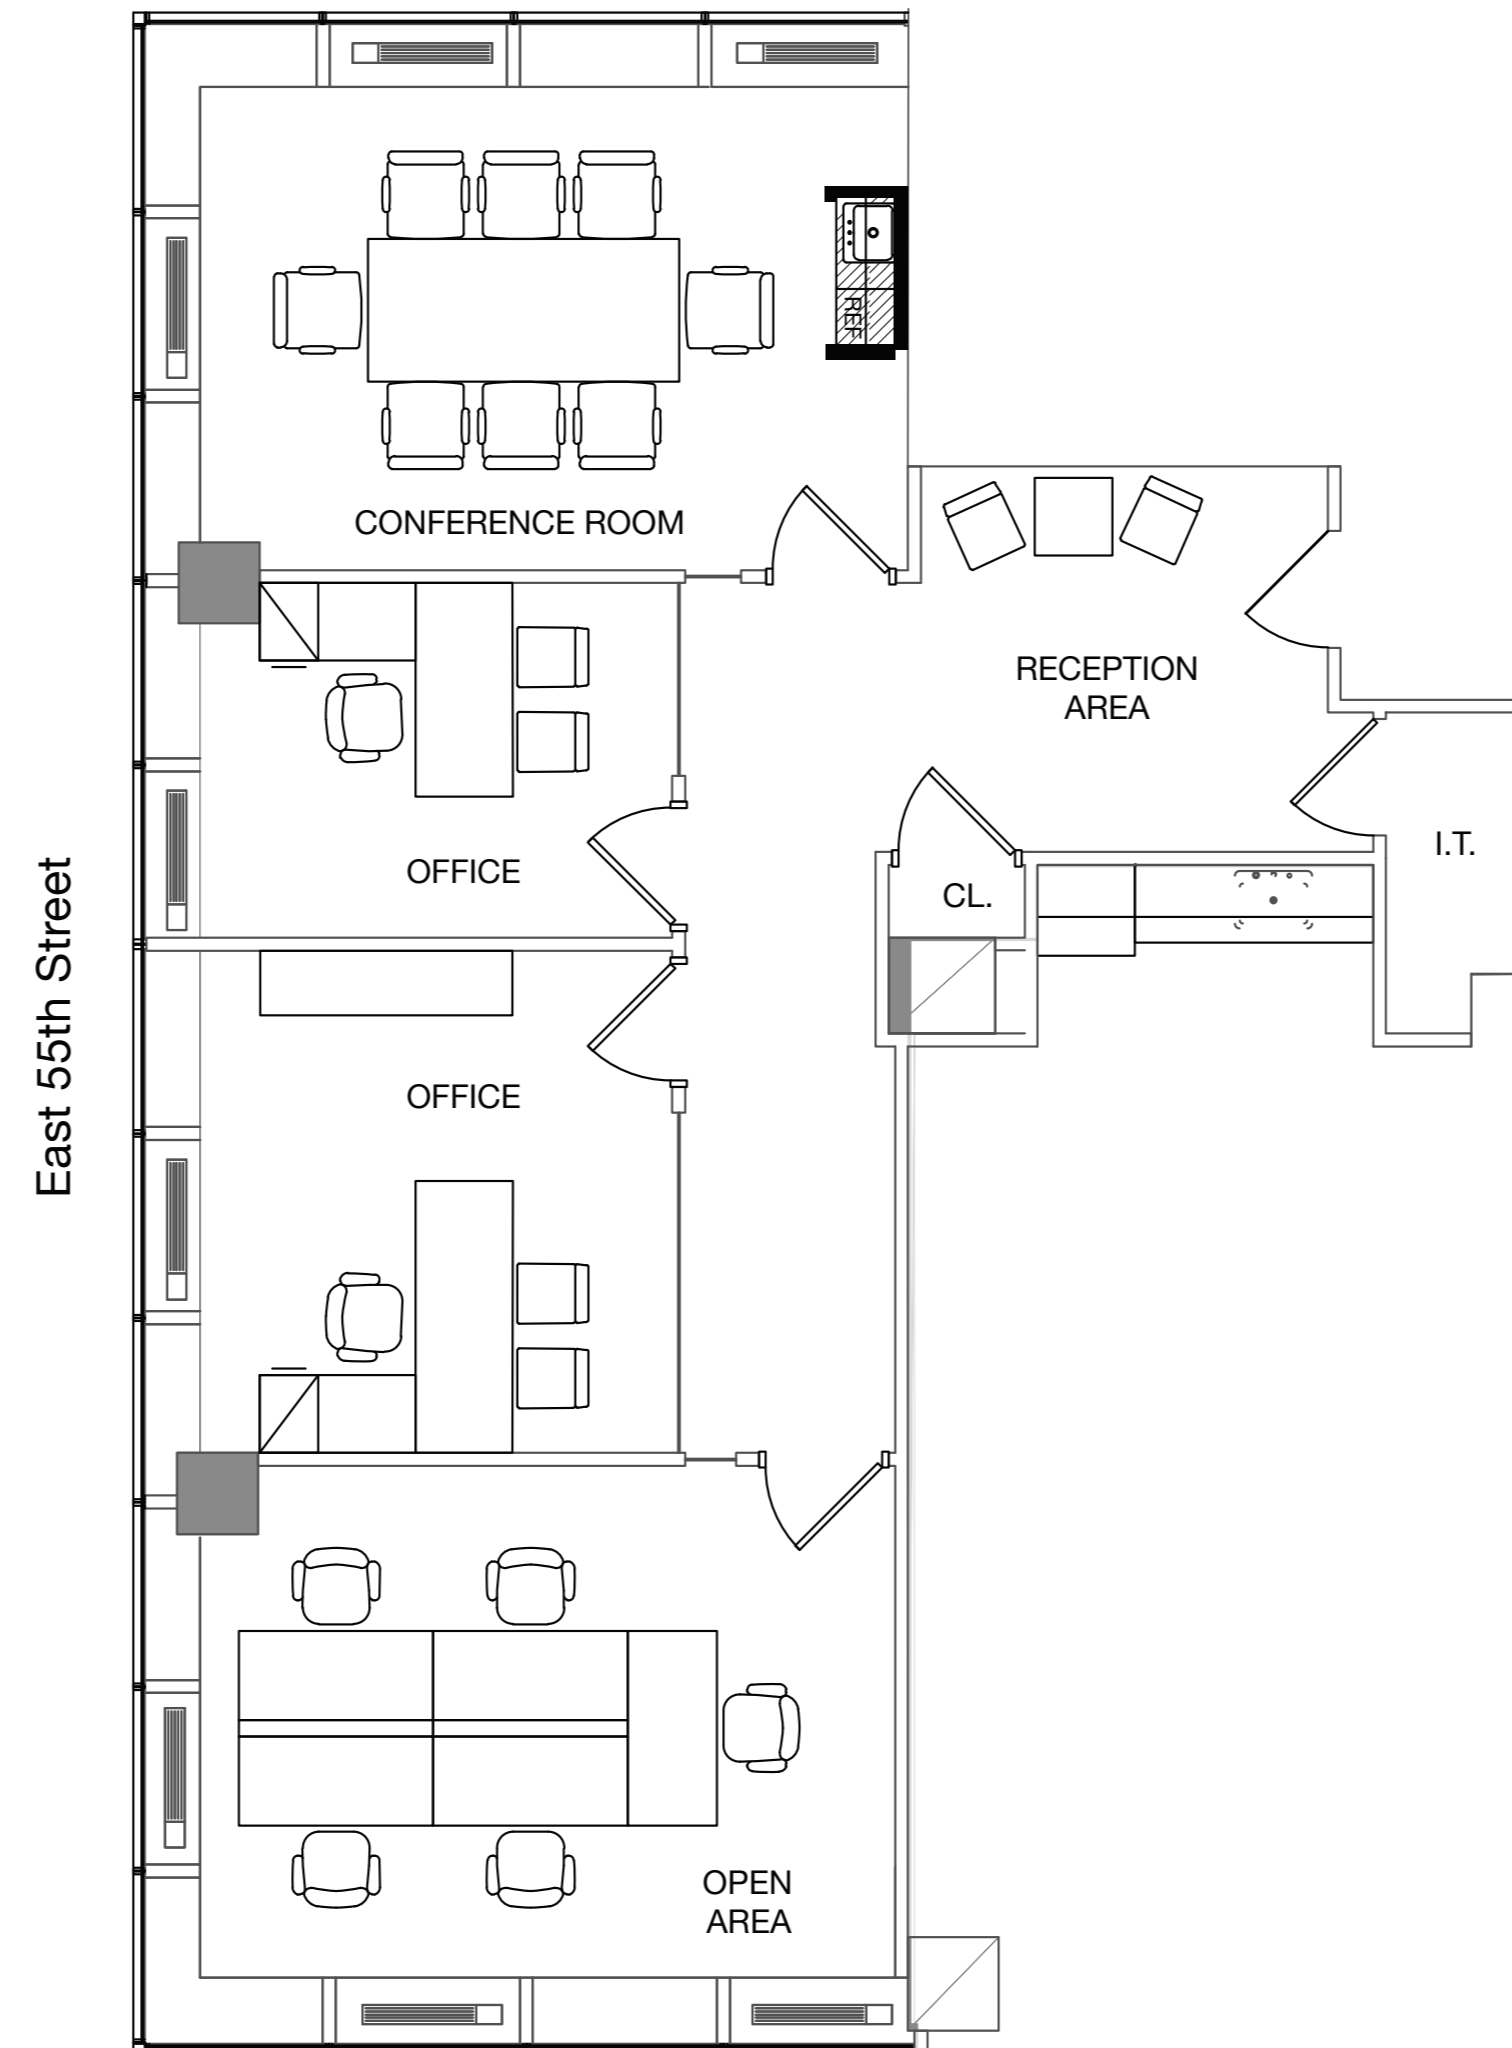 REF
CONFERENCE ROOM
RECEPTION
AREA
OFFICE
I.T.
CL.
East 55th Street
OFFICE
OPEN
AREA